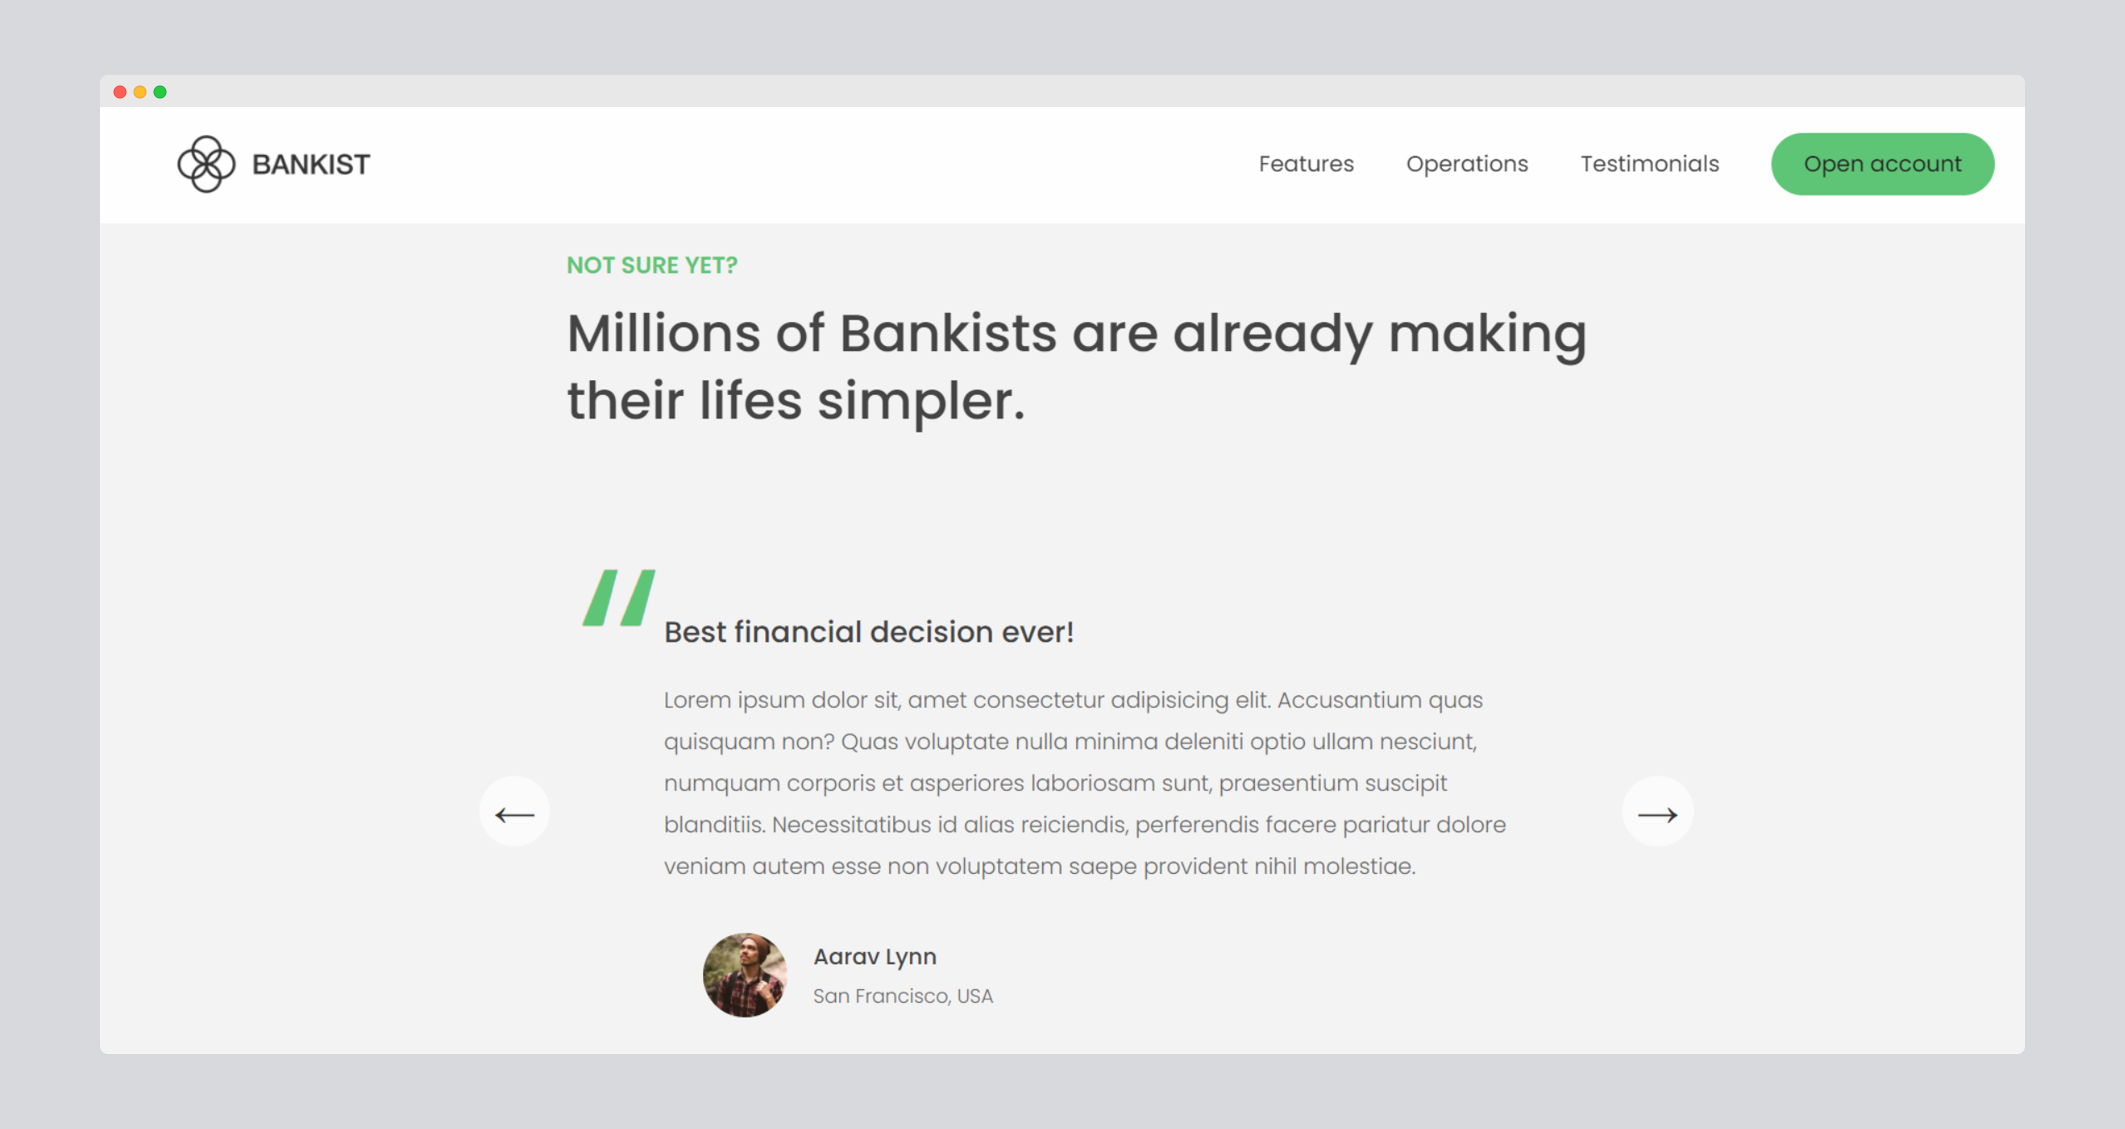 BANKIST
Features
Operations
Testimonials
Open account
NOT SURE YET?
Millions of Bankists are already making
their lifes simpler.
Best financial decision ever!
Lorem ipsum dolor sit, amet consectetur adipisicing elit. Accusantium quas
quisquam non? Quas voluptate nulla minima deleniti optio ullam nesciunt,
numquam corporis et asperiores laboriosam sunt, praesentium suscipit
blanditiis. Necessitatibus id alias reiciendis, perferendis facere pariatur dolore
veniam autem esse non voluptatem saepe provident nihil molestiae.
Aarav Lynn
San Francisco, USA